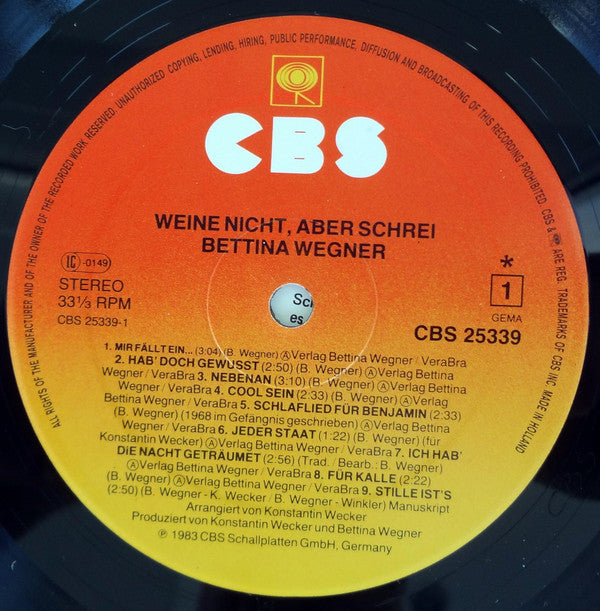 ALL RIGHTS OF THE MANUFACTURER AND OF THE OWNER OF THE RECORDED WORK RESERVED. UNAUTHORIZED COPYING, LENDING, HIRING, PUBLIC PERFORMANCE, DIFFUSION AND BROADCASTING OF THIS RECORDING PROHIBITED. CBS & ARE REG. TRADEMARKS OF CBS INC. MADE IN HOLLAND
CBS
WEINE NICHT, ABER SCHREI
BETTINA WEGNER
IC -0149
STEREO
33⅓ RPM
CBS 25339-1
*
1
GEMA
CBS 25339
Sc
es
1. MIR FÄLLT EIN... (3:04) (B. Wegner) Ⓐ Verlag Bettina Wegner / VeraBra
2. HAB' DOCH GEWUSST (2:50) (B. Wegner) Ⓐ Verlag Bettina
Wegner / VeraBra 3. NEBENAN (3:10) (B. Wegner) Ⓐ Verlag Bettina
Wegner / VeraBra 4. COOL SEIN (2:33) (B. Wegner) Ⓐ Verlag
Bettina Wegner / VeraBra 5. SCHLAFLIED FÜR BENJAMIN (2:33)
(B. Wegner) (1968 im Gefängnis geschrieben) Ⓐ Verlag Bettina
Wegner / VeraBra 6. JEDER STAAT (1:22) (B. Wegner) (für
Konstantin Wecker) Ⓐ Verlag Bettina Wegner / VeraBra 7. ICH HAB'
DiE NACHT GETRÄUMET (2:56) (Trad. / Bearb.: B. Wegner)
Ⓐ Verlag Bettina Wegner / VeraBra 8. FÜR KALLE (2:22)
(B. Wegner) Ⓐ Verlag Bettina Wegner / VeraBra 9. STILLE IST'S
(2:50) (B. Wegner - K. Wecker / B. Wegner - Winkler) Manuskript
Arrangiert von Konstantin Wecker
Produziert von Konstantin Wecker und Bettina Wegner
Ⓟ 1983 CBS Schallplatten GmbH, Germany